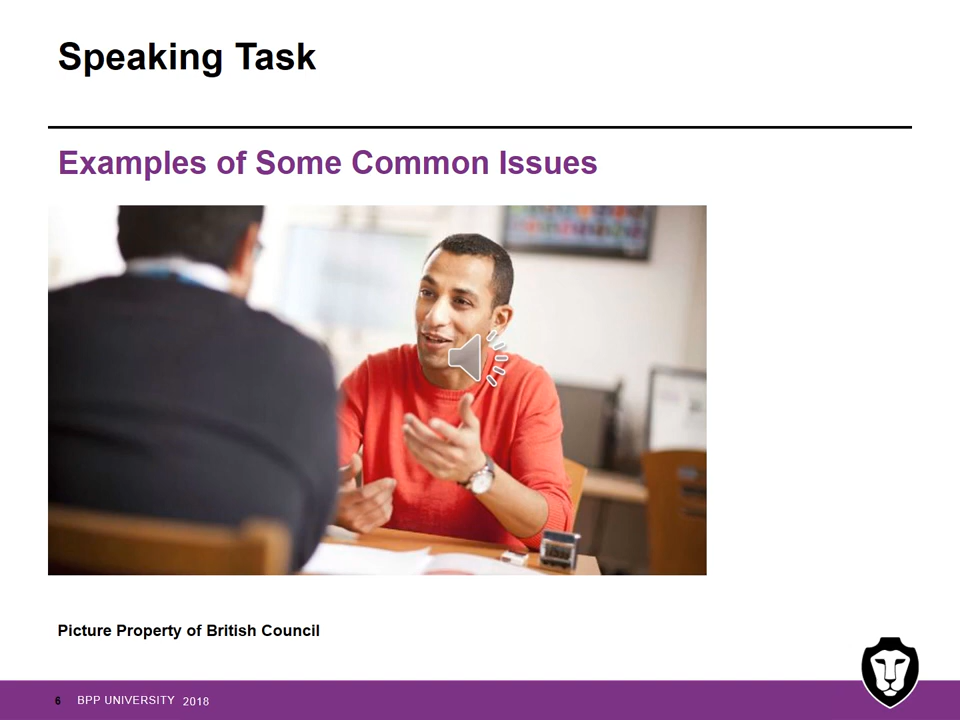 Speaking Task
Examples of Some Common Issues
Picture Property of British Council
6 BPP UNIVERSITY 2018